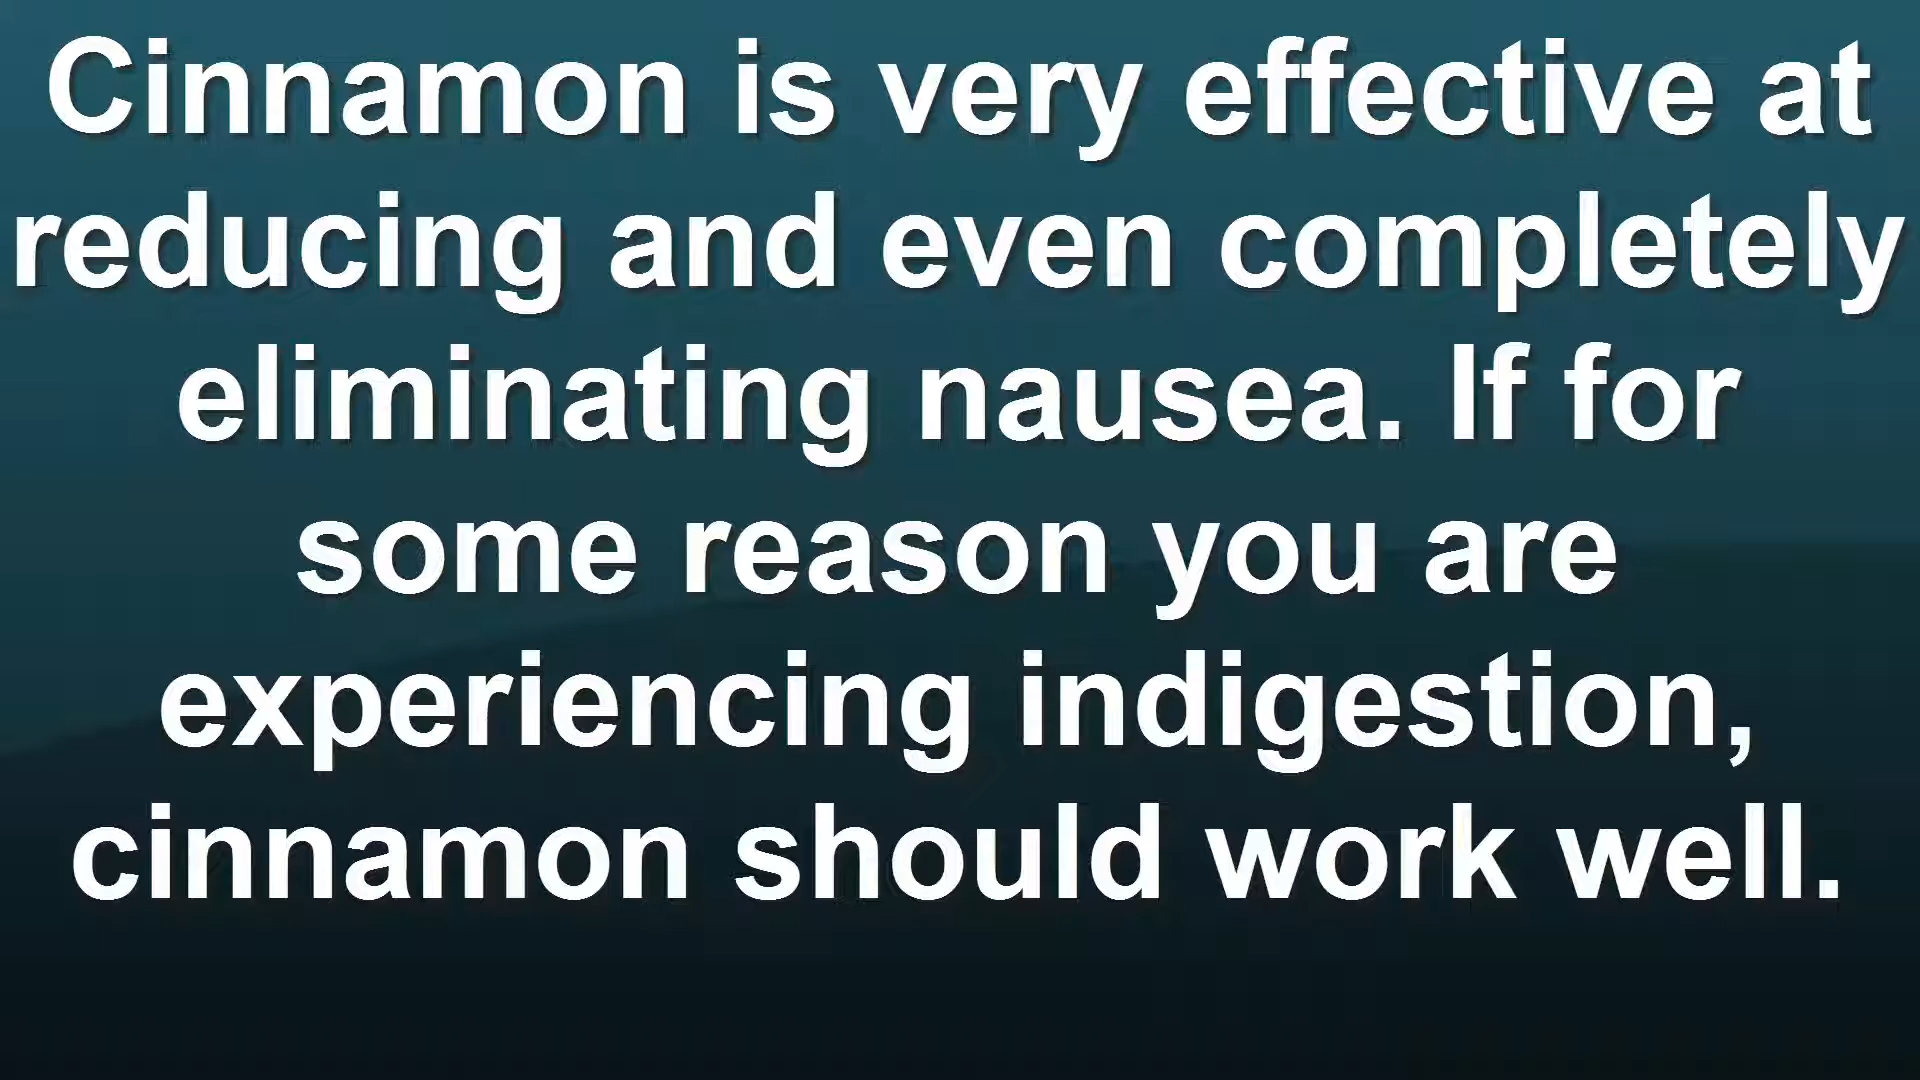 Cinnamon is very effective at
reducing and even completely
eliminating nausea. If for
some reason you are
experiencing indigestion,
cinnamon should work well.